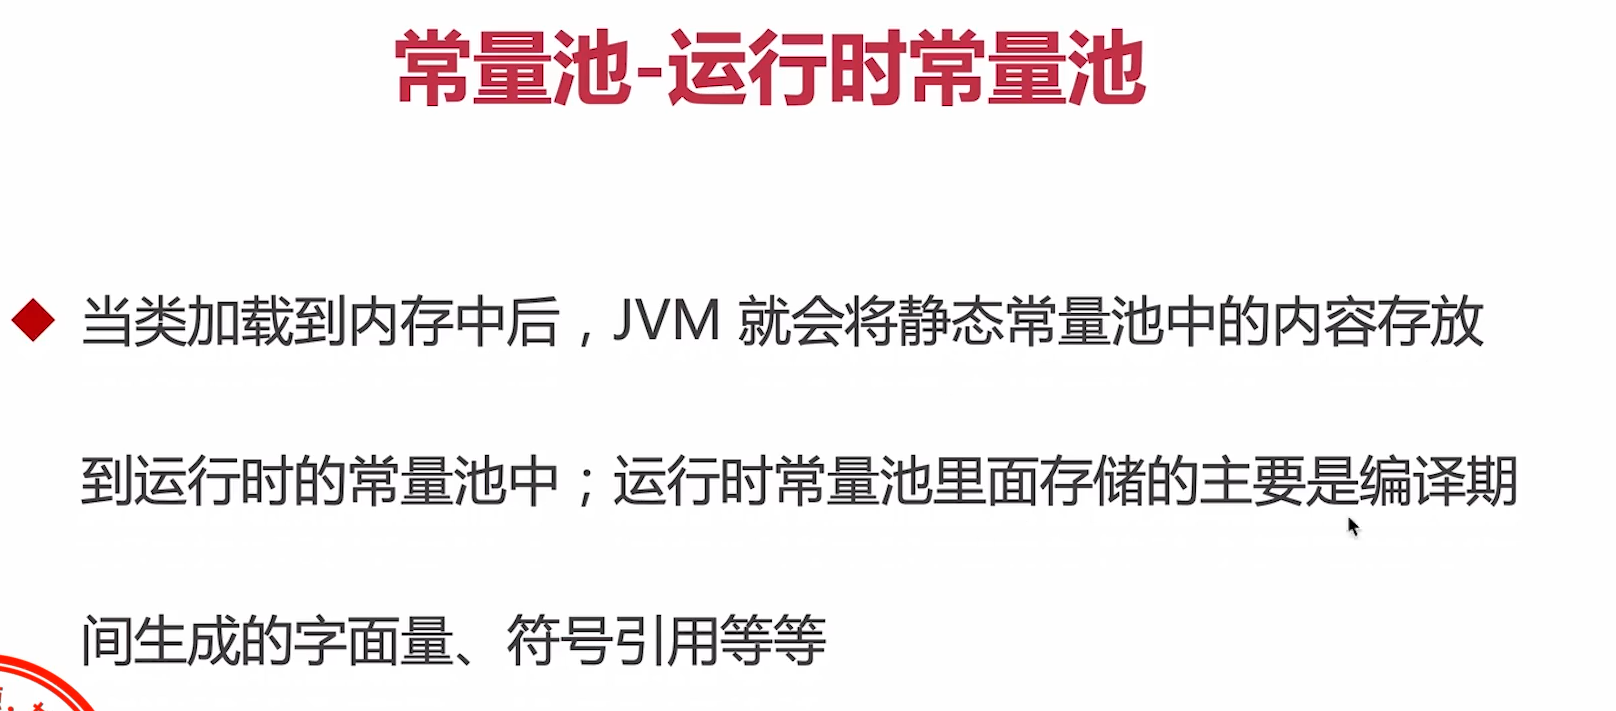 常量池-运行时常量池
当类加载到内存中后，JVM 就会将静态常量池中的内容存放
到运行时的常量池中；运行时常量池里面存储的主要是编译期
间生成的字面量、符号引用等等